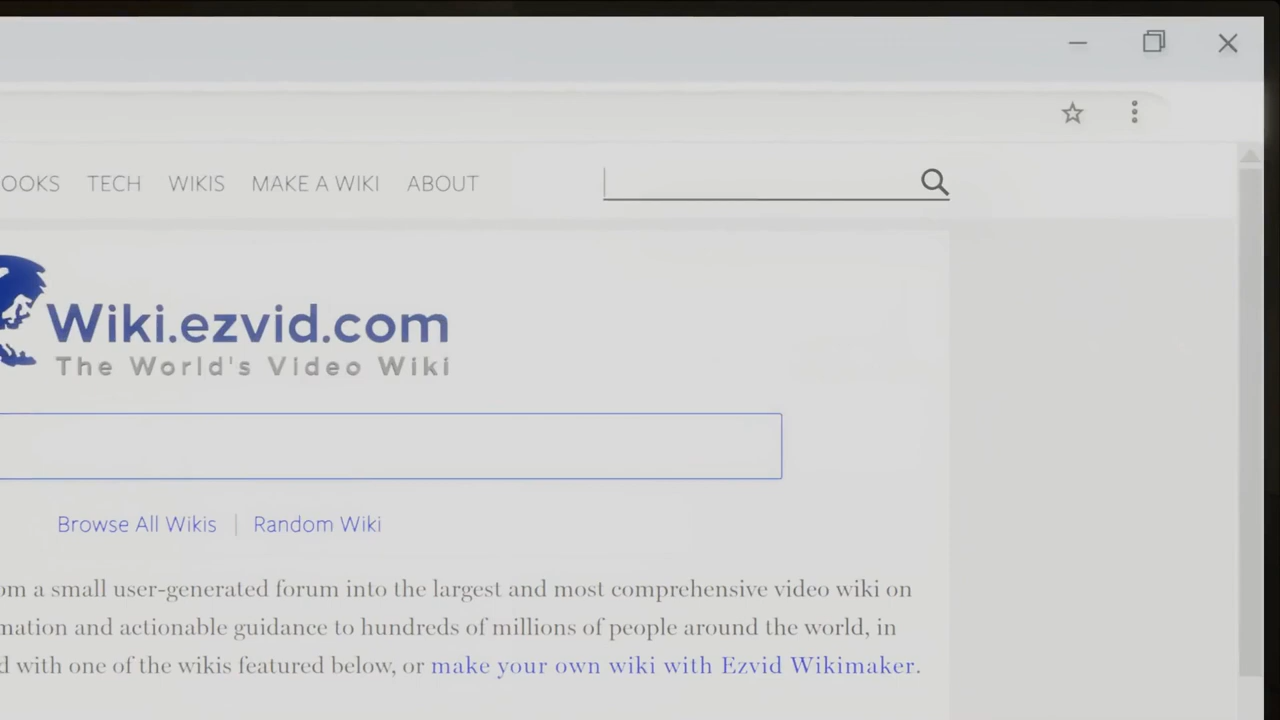 TECH WIKIS MAKE A WIKI ABOUT
Wiki.ezvid.com
The World's Video Wiki
Browse All Wikis | Random Wiki
a small user-generated forum into the largest and most comprehensive video wiki on
and actionable guidance to hundreds of millions of people around the world, in
with one of the wikis featured below, or make your own wiki with Ezvid Wikimaker.